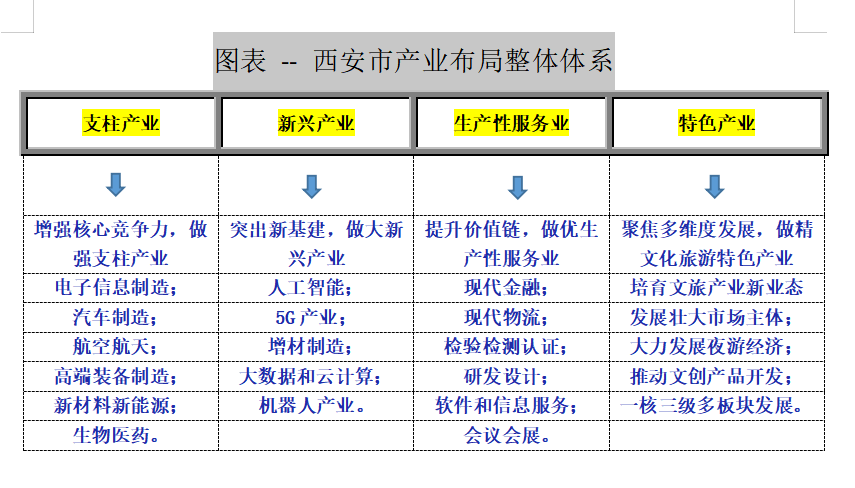 图表 -- 西安市产业布局整体体系
支柱产业 新兴产业 生产性服务业 特色产业
增强核心竞争力，做 突出新基建，做大新 提升价值链，做优生 聚焦多维度发展，做精
强支柱产业 兴产业 产性服务业 文化旅游特色产业
电子信息制造； 人工智能； 现代金融； 培育文旅产业新业态
汽车制造； 5G 产业； 现代物流； 发展壮大市场主体；
航空航天； 增材制造； 检验检测认证； 大力发展夜游经济；
高端装备制造； 大数据和云计算； 研发设计； 推动文创产品开发；
新材料新能源； 机器人产业。 软件和信息服务； 一核三级多板块发展。
生物医药。 会议会展。